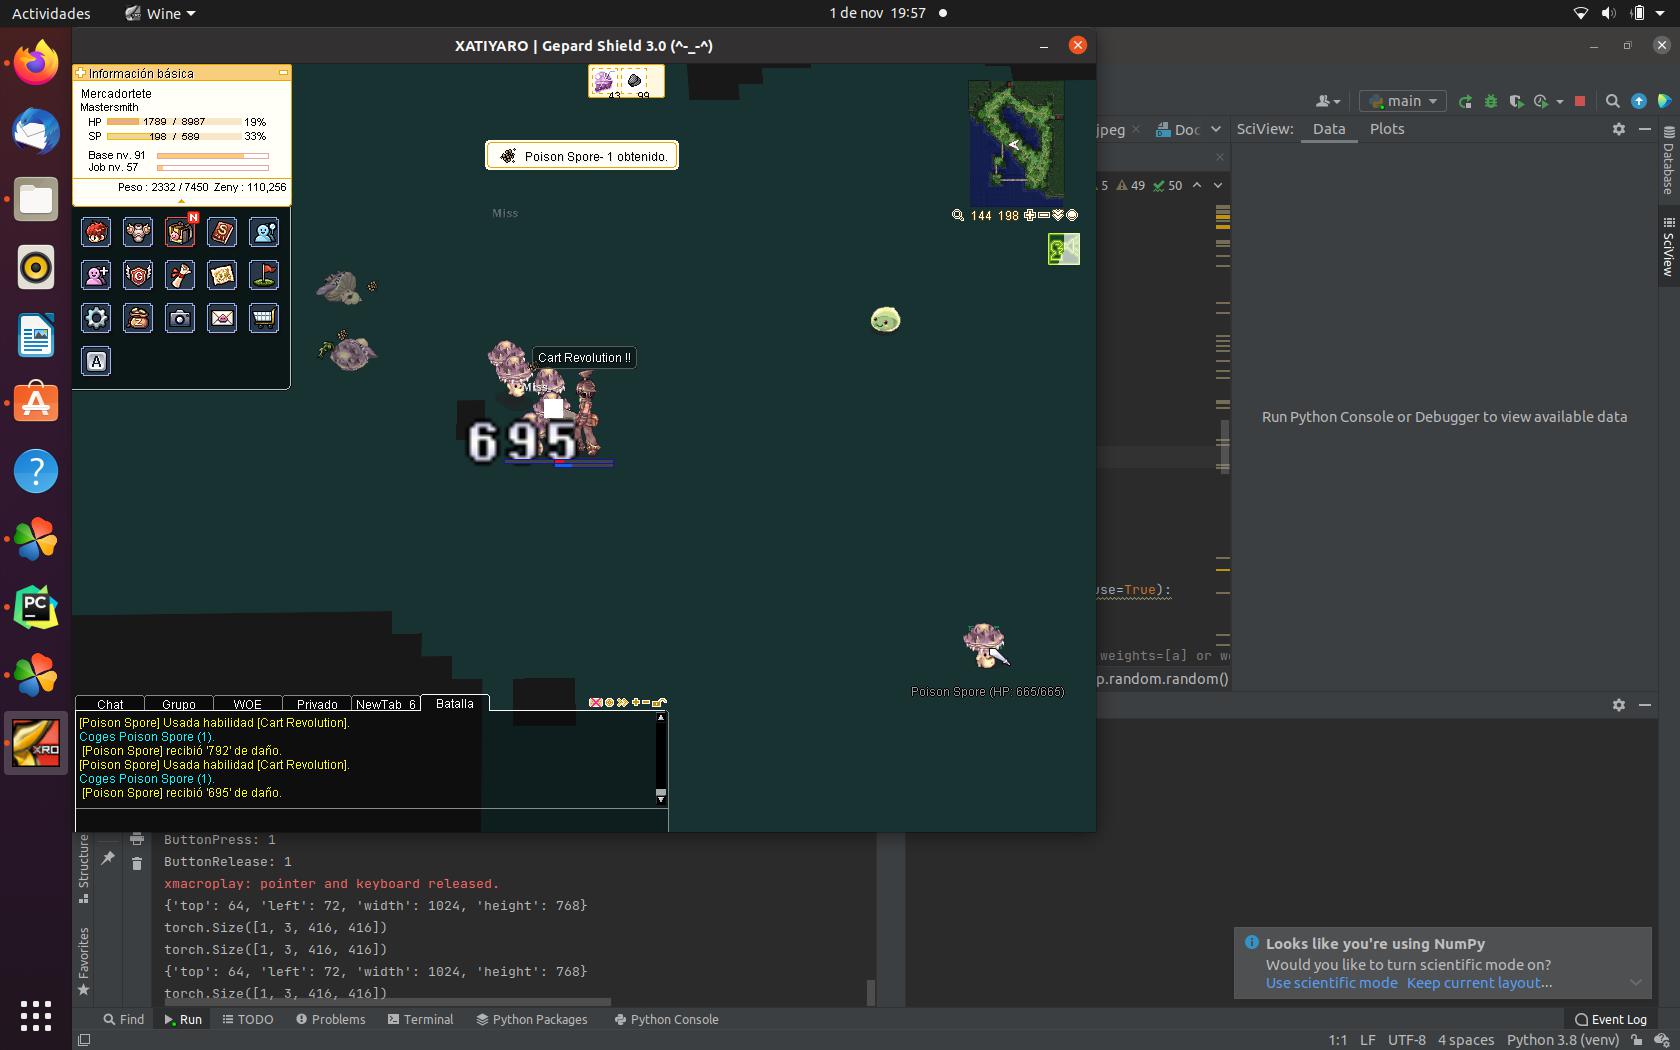 Actividades
Wine
1 de nov 19:57
XATIYARO | Gepard Shield 3.0 (^-_-^)
Información básica
Mercadortete
Mastersmith
HP 1789 / 8987 19%
SP 198 / 589 33%
Base nv. 91
Job nv. 57
Peso : 2332 / 7450 Zeny : 110,256
N
A
43 99
Poison Spore- 1 obtenido.
144 198
Miss
Cart Revolution !!
Miss
695
Poison Spore (HP: 665/665)
Chat Grupo WOE Privado NewTab_6 Batalla
[Poison Spore] Usada habilidad [Cart Revolution].
Coges Poison Spore (1).
[Poison Spore] recibió '792' de daño.
[Poison Spore] Usada habilidad [Cart Revolution].
Coges Poison Spore (1).
[Poison Spore] recibió '695' de daño.
main
jpeg
Doc
SciView: Data Plots
5 49 50
Run Python Console or Debugger to view available data
Database
SciView
use=True):
weights=[a] or w
p.random.random()
PC
XRO
Structure
Favorites
ButtonPress: 1
ButtonRelease: 1
xmacroplay: pointer and keyboard released.
{'top': 64, 'left': 72, 'width': 1024, 'height': 768}
torch.Size([1, 3, 416, 416])
torch.Size([1, 3, 416, 416])
{'top': 64, 'left': 72, 'width': 1024, 'height': 768}
torch.Size([1, 3, 416, 416])
Looks like you're using NumPy
Would you like to turn scientific mode on?
Use scientific mode Keep current layout...
Find Run TODO Problems Terminal Python Packages Python Console
Event Log
1:1 LF UTF-8 4 spaces Python 3.8 (venv)